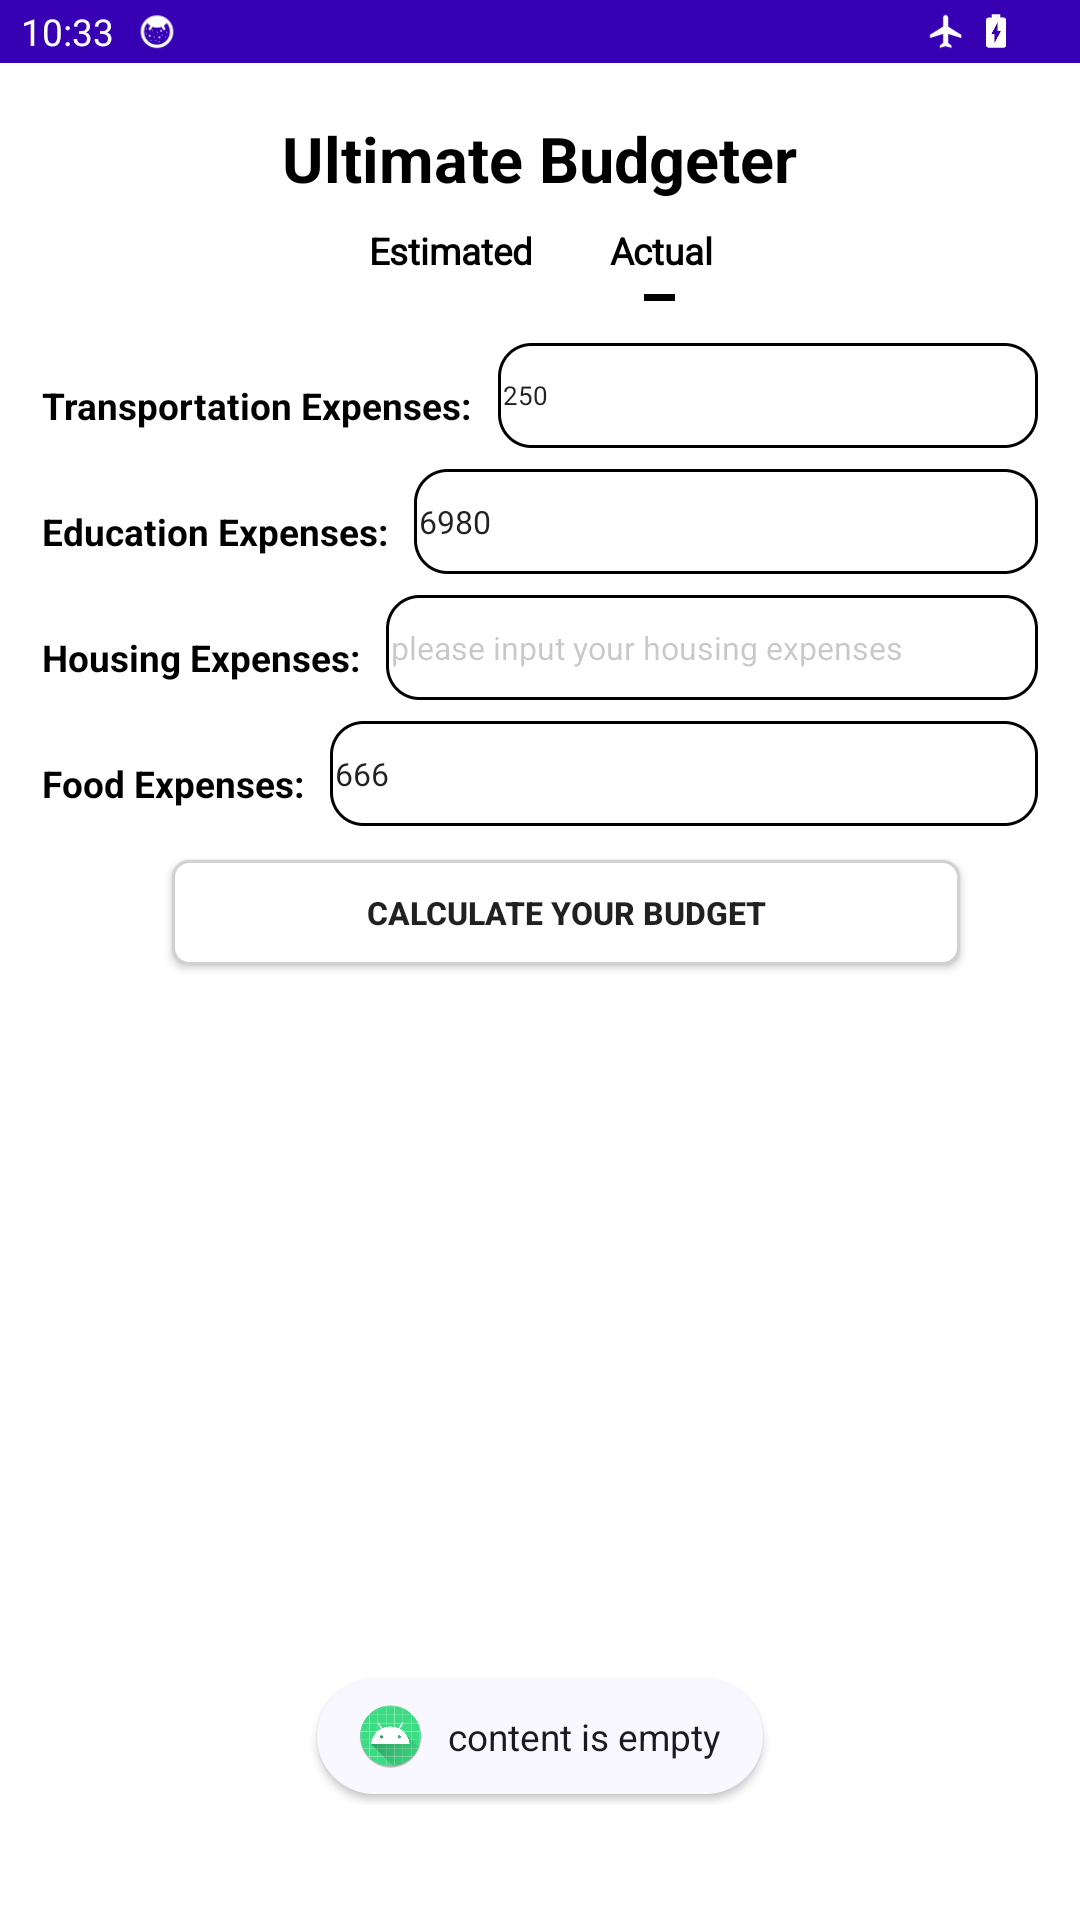 10:33
Ultimate Budgeter
Estimated Actual
Transportation Expenses: 250
Education Expenses: 6980
Housing Expenses: please input your housing expenses
Food Expenses: 666
CALCULATE YOUR BUDGET
content is empty